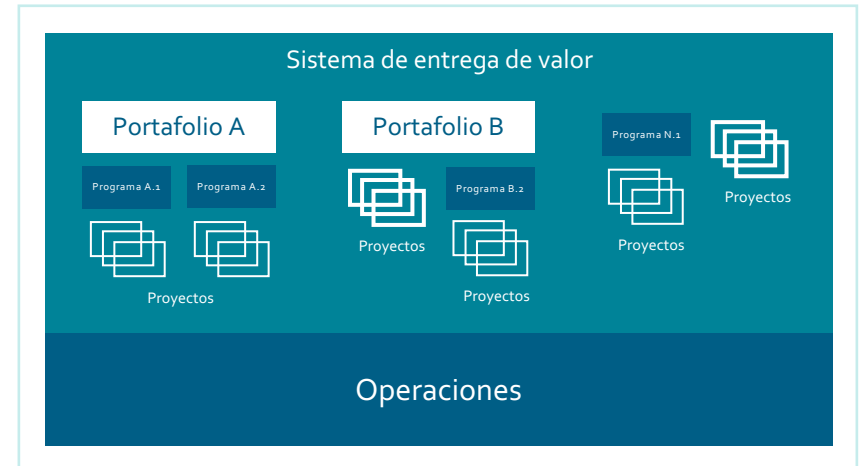 Sistema de entrega de valor
Portafolio A
Programa A.1
Programa A.2
Proyectos
Portafolio B
Proyectos
Programa B.2
Proyectos
Programa N.1
Proyectos
Proyectos
Operaciones